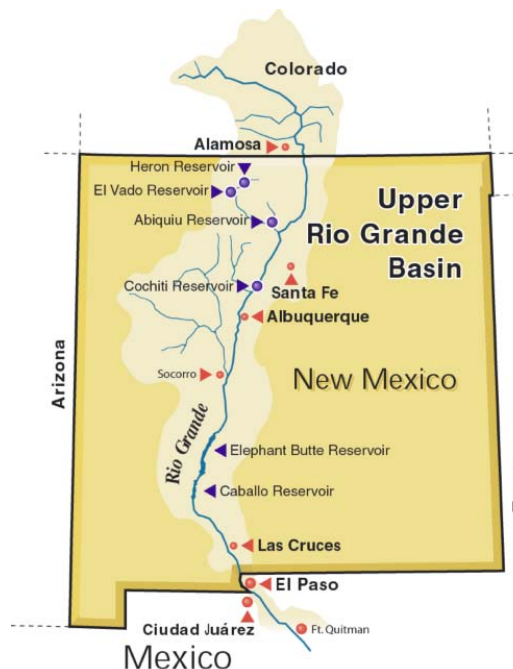 Colorado
Alamosa
Heron Reservoir
El Vado Reservoir
Abiquiu Reservoir
Upper
Rio Grande
Basin
Cochiti Reservoir
Santa Fe
Albuquerque
Arizona
Socorro
New Mexico
Rio Grande
Elephant Butte Reservoir
Caballo Reservoir
Las Cruces
El Paso
Ciudad Juárez
Ft. Quitman
Mexico